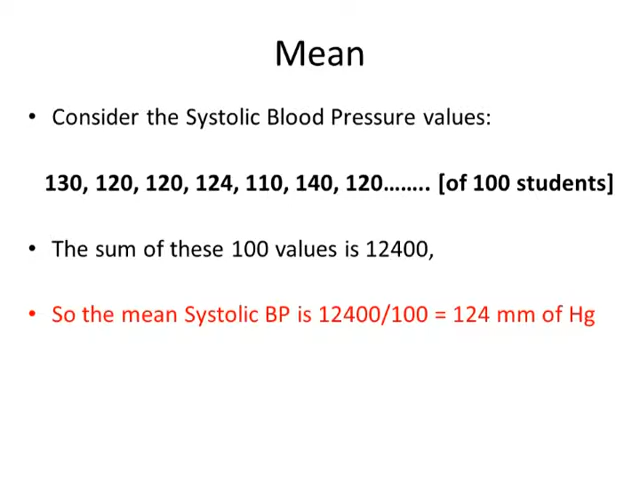 Mean
• Consider the Systolic Blood Pressure values:
130, 120, 120, 124, 110, 140, 120…….. [of 100 students]
• The sum of these 100 values is 12400,
• So the mean Systolic BP is 12400/100 = 124 mm of Hg